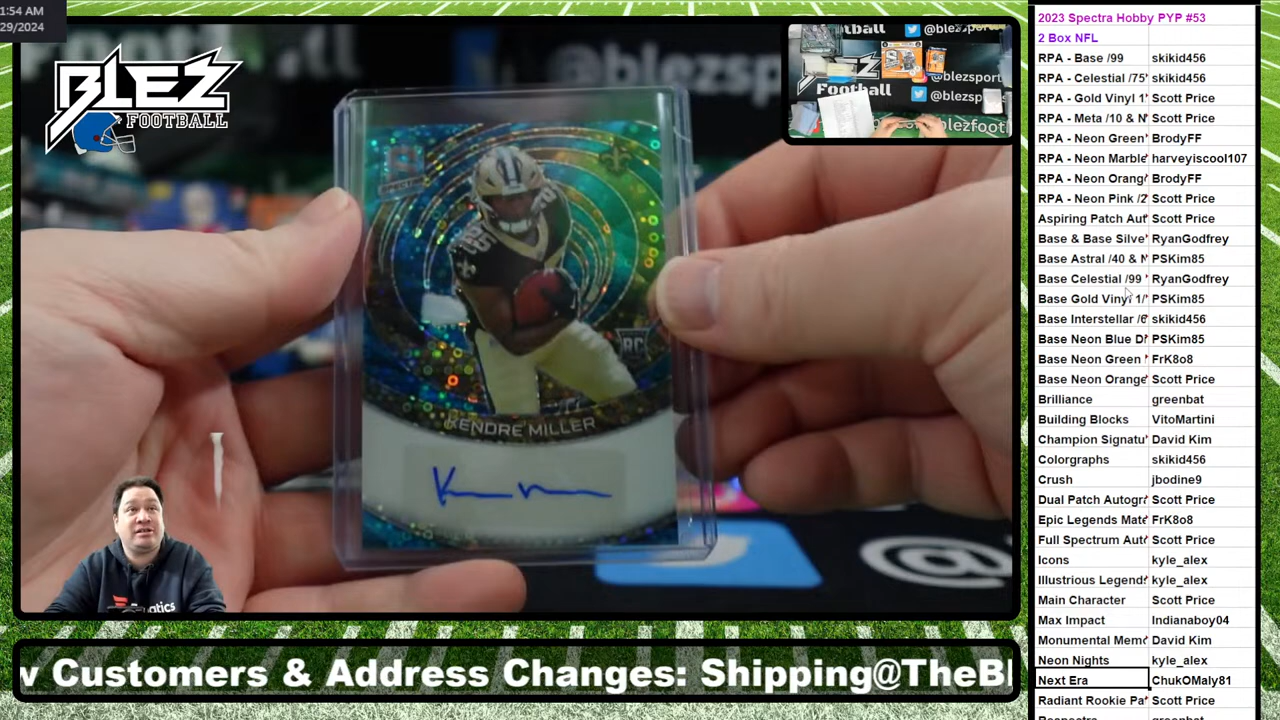 1:54 AM
29/2024
BLEZ
FOOTBALL
@blezsport
Football
@blezsports
@blezfootb
@blezspo
SPECTRA
RC
KENDRE MILLER
Fanatics
w Customers & Address Changes: Shipping@TheBl
2023 Spectra Hobby PYP #53
2 Box NFL
RPA - Base /99 skikid456
RPA - Celestial /75 skikid456
RPA - Gold Vinyl 1 Scott Price
RPA - Meta /10 & N Scott Price
RPA - Neon Green BrodyFF
RPA - Neon Marble harveyiscool107
RPA - Neon Orang BrodyFF
RPA - Neon Pink /2 Scott Price
Aspiring Patch Aut Scott Price
Base & Base Silve RyanGodfrey
Base Astral /40 & N PSKim85
Base Celestial /99 RyanGodfrey
Base Gold Vinyl 1/ PSKim85
Base Interstellar /6 skikid456
Base Neon Blue Di PSKim85
Base Neon Green FrK8o8
Base Neon Orange Scott Price
Brilliance greenbat
Building Blocks VitoMartini
Champion Signatu David Kim
Colorgraphs skikid456
Crush jbodine9
Dual Patch Autogr Scott Price
Epic Legends Mate FrK8o8
Full Spectrum Aut Scott Price
Icons kyle_alex
Illustrious Legend kyle_alex
Main Character Scott Price
Max Impact Indianaboy04
Monumental Mem David Kim
Neon Nights kyle_alex
Next Era ChukOMaly81
Radiant Rookie Pa Scott Price
Respectra greenbat